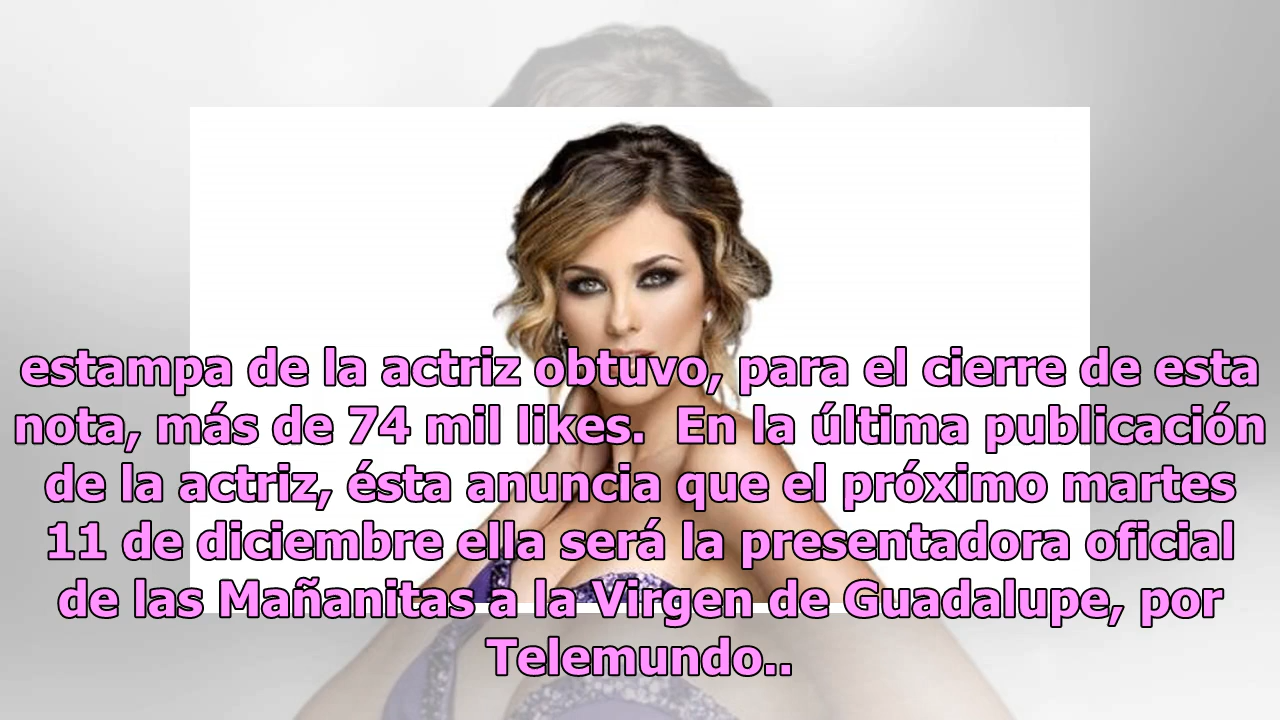 estampa de la actriz obtuvo, para el cierre de esta
nota, más de 74 mil likes.  En la última publicación
de la actriz, ésta anuncia que el próximo martes
11 de diciembre ella será la presentadora oficial
de las Mañanitas a la Virgen de Guadalupe, por
Telemundo..